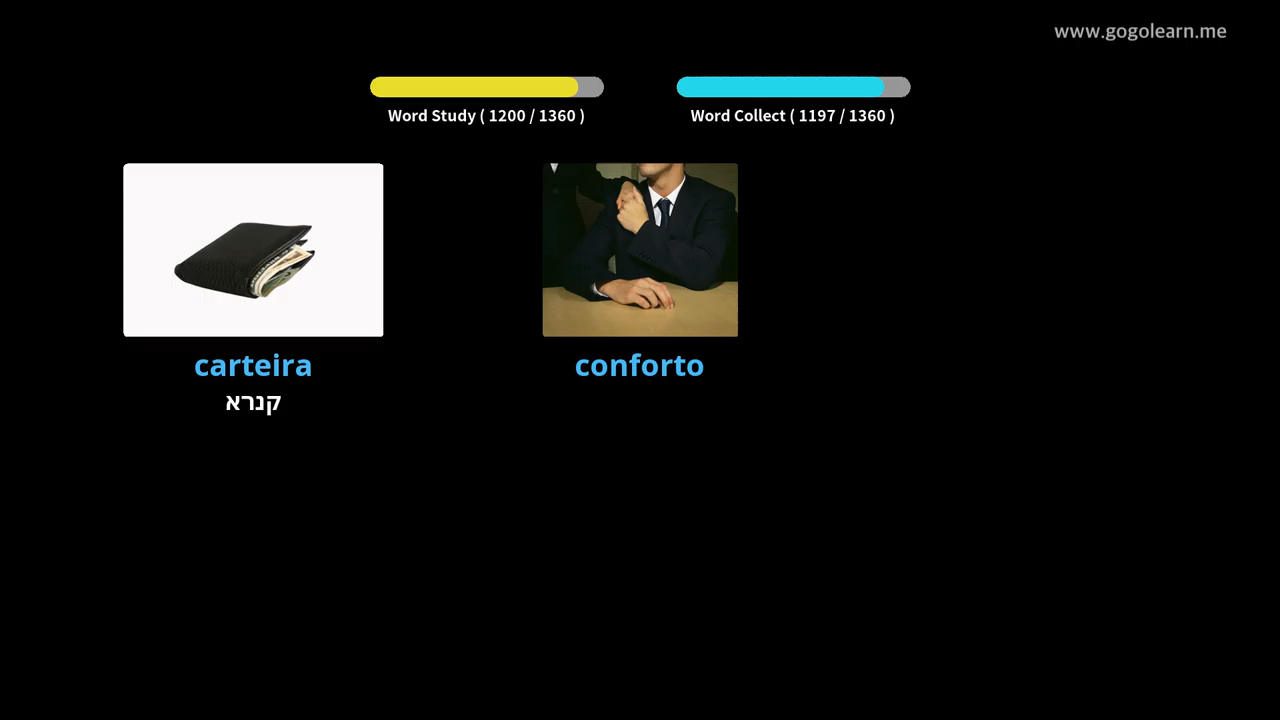 www.gogolearn.me
Word Study ( 1200 / 1360 )
Word Collect ( 1197 / 1360 )
carteira
קנרא
conforto